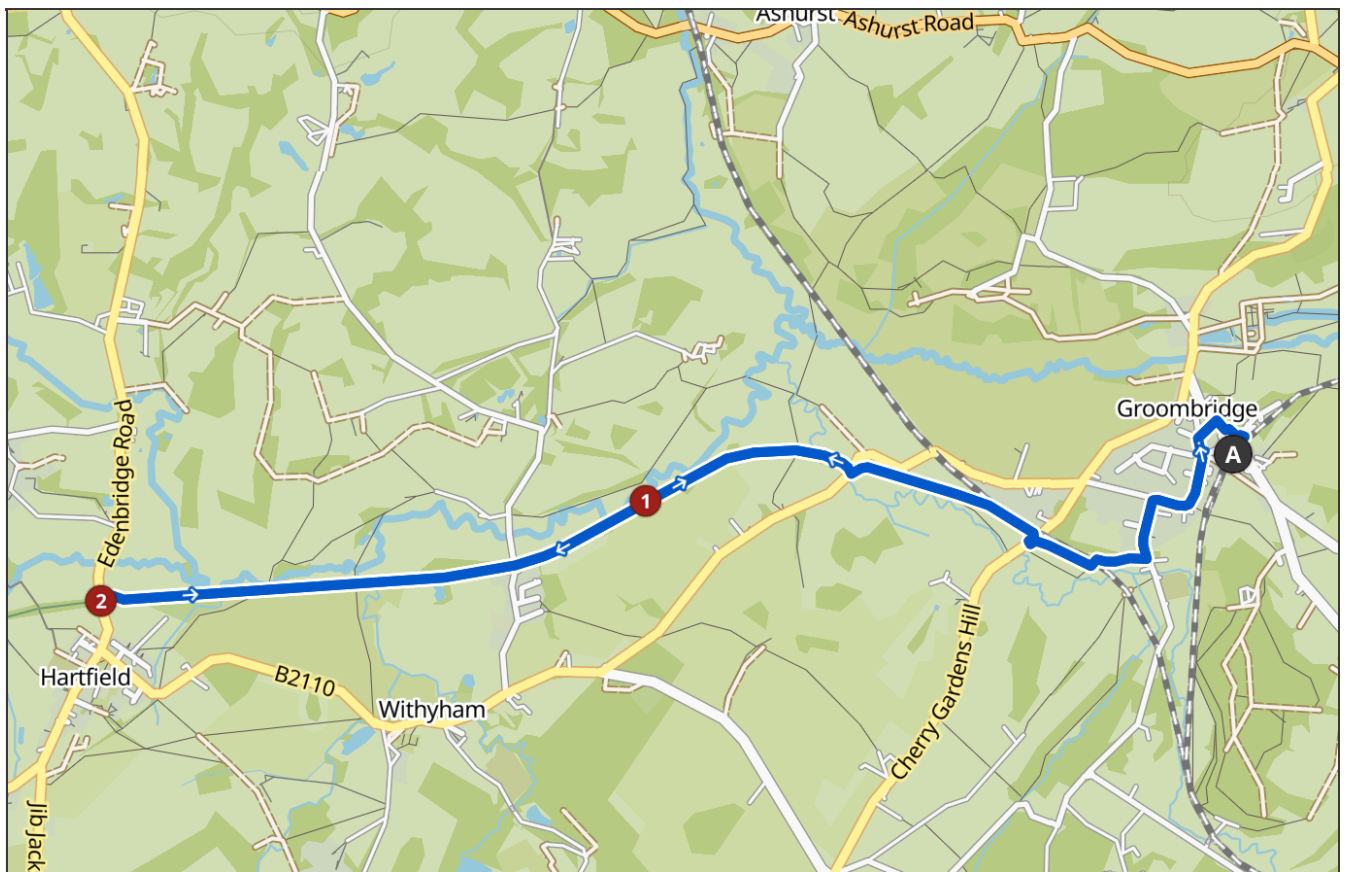 Ashurst
Ashurst Road
Groombridge
A
Edenbridge Road
1
2
Hartfield
B2110
Withyham
Cherry Gardens Hill
Jib Jack